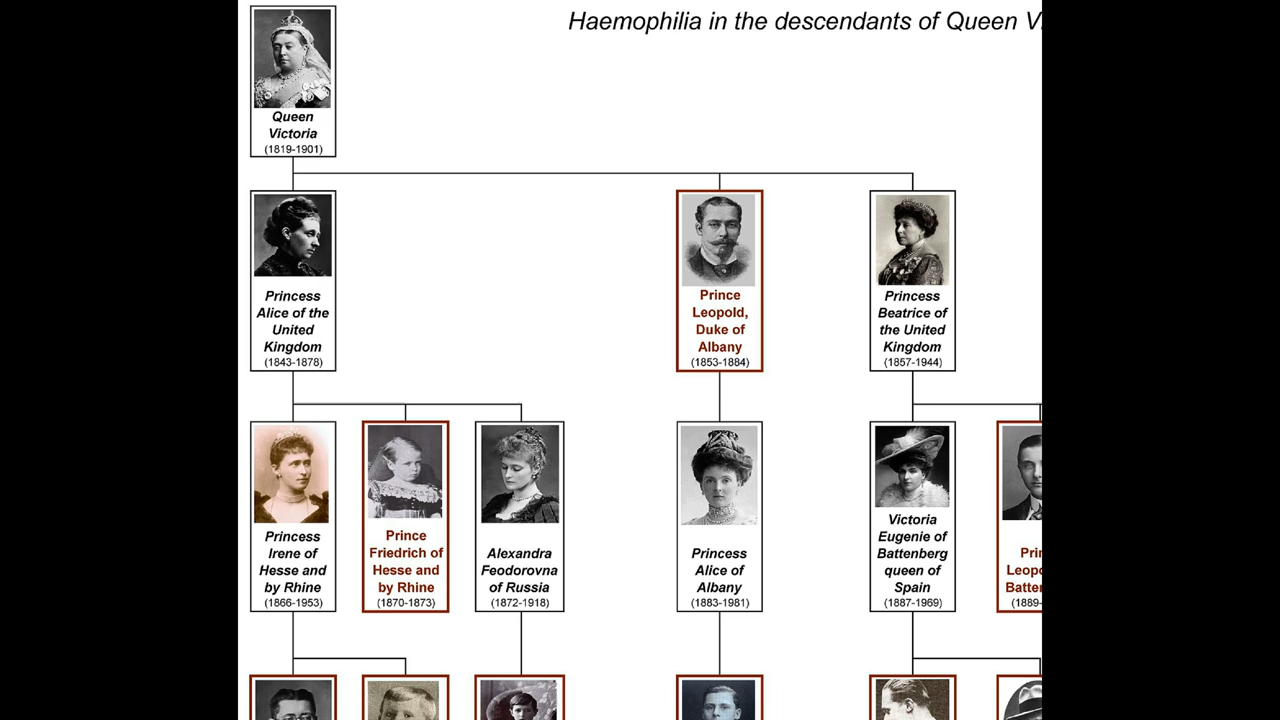 Haemophilia in the descendants of Queen
Queen
Victoria
(1819-1901)
Princess
Alice of the
United
Kingdom
(1843-1878)
Prince
Leopold,
Duke of
Albany
(1853-1884)
Princess
Beatrice of
the United
Kingdom
(1857-1944)
Princess
Irene of
Hesse and
by Rhine
(1866-1953)
Prince
Friedrich of
Hesse and
by Rhine
(1870-1873)
Alexandra
Feodorovna
of Russia
(1872-1918)
Princess
Alice of
Albany
(1883-1981)
Victoria
Eugenie of
Battenberg
queen of
Spain
(1887-1969)